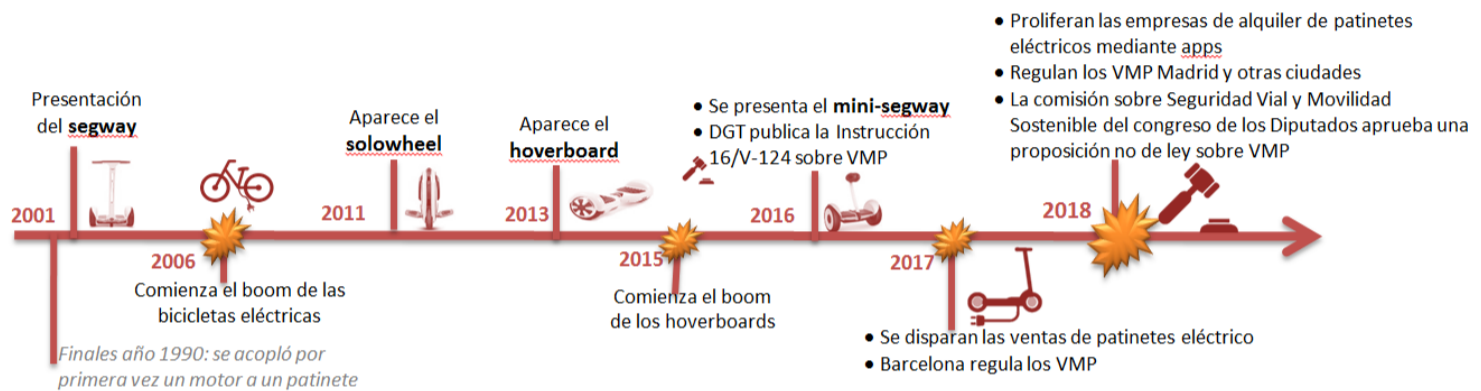 Presentación
del segway
2001
Finales año 1990: se acopló por
primera vez un motor a un patinete
2006
Comienza el boom de las
bicicletas eléctricas
Aparece el
solowheel
2011
Aparece el
hoverboard
2013
2015
Comienza el boom
de los hoverboards
• Se presenta el mini-segway
• DGT publica la Instrucción
16/V-124 sobre VMP
2016
2017
• Se disparan las ventas de patinetes eléctrico
• Barcelona regula los VMP
• Proliferan las empresas de alquiler de patinetes
eléctricos mediante apps
• Regulan los VMP Madrid y otras ciudades
• La comisión sobre Seguridad Vial y Movilidad
Sostenible del congreso de los Diputados aprueba una
proposición no de ley sobre VMP
2018